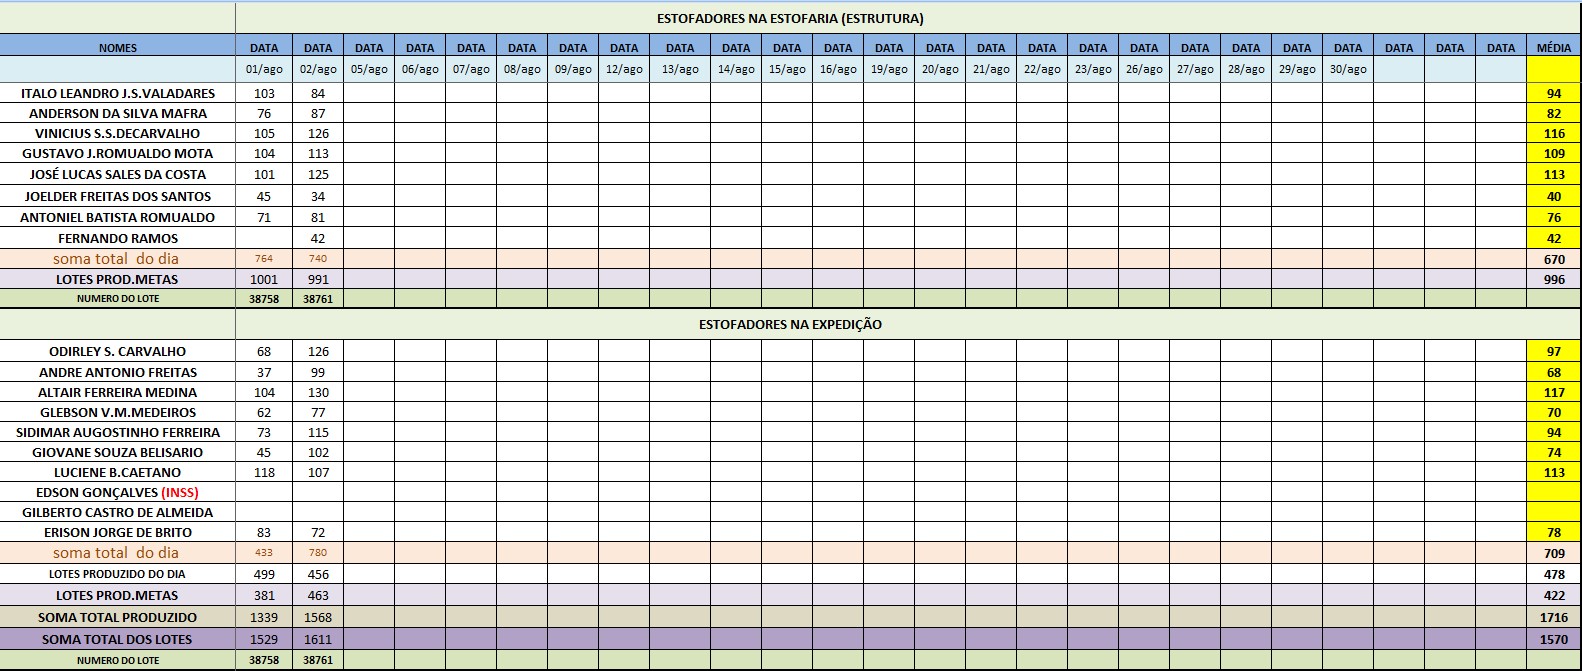 ESTOFADORES NA ESTOFARIA (ESTRUTURA)
NOMES DATA DATA DATA DATA DATA DATA DATA DATA DATA DATA DATA DATA DATA DATA DATA DATA DATA DATA DATA DATA DATA DATA DATA DATA DATA MÉDIA
01/ago 02/ago 05/ago 06/ago 07/ago 08/ago 09/ago 12/ago 13/ago 14/ago 15/ago 16/ago 19/ago 20/ago 21/ago 22/ago 23/ago 26/ago 27/ago 28/ago 29/ago 30/ago
ITALO LEANDRO J.S.VALADARES 103 84 94
ANDERSON DA SILVA MAFRA 76 87 82
VINICIUS S.S.DECARVALHO 105 126 116
GUSTAVO J.ROMUALDO MOTA 104 113 109
JOSÉ LUCAS SALES DA COSTA 101 125 113
JOELDER FREITAS DOS SANTOS 45 34 40
ANTONIEL BATISTA ROMUALDO 71 81 76
FERNANDO RAMOS 42 42
soma total do dia 764 740 670
LOTES PROD.METAS 1001 991 996
NUMERO DO LOTE 38758 38761
ESTOFADORES NA EXPEDIÇÃO
ODIRLEY S. CARVALHO 68 126 97
ANDRE ANTONIO FREITAS 37 99 68
ALTAIR FERREIRA MEDINA 104 130 117
GLEBSON V.M.MEDEIROS 62 77 70
SIDIMAR AUGOSTINHO FERREIRA 73 115 94
GIOVANE SOUZA BELISARIO 45 102 74
LUCIENE B.CAETANO 118 107 113
EDSON GONÇALVES (INSS)
GILBERTO CASTRO DE ALMEIDA
ERISON JORGE DE BRITO 83 72 78
soma total do dia 433 780 709
LOTES PRODUZIDO DO DIA 499 456 478
LOTES PROD.METAS 381 463 422
SOMA TOTAL PRODUZIDO 1339 1568 1716
SOMA TOTAL DOS LOTES 1529 1611 1570
NUMERO DO LOTE 38758 38761